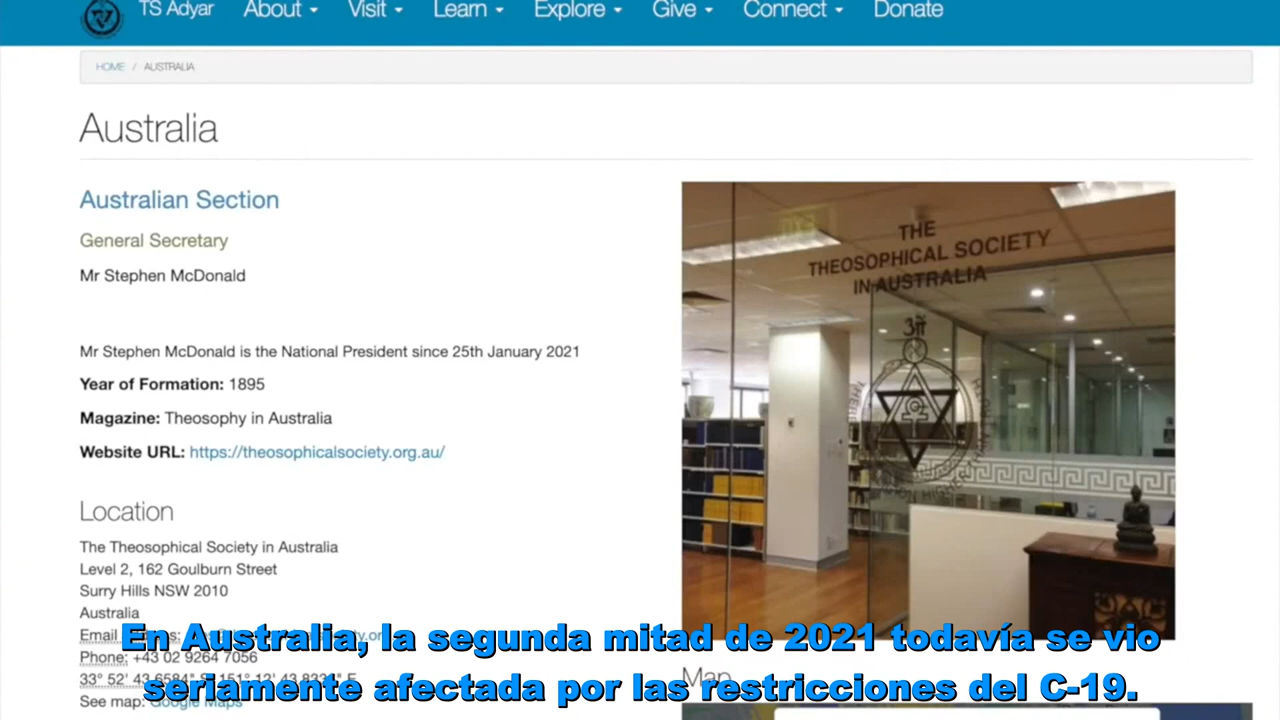 TS Adyar About Visit Learn Explore Give Connect Donate
HOME / AUSTRALIA
Australia
Australian Section
General Secretary
Mr Stephen McDonald
Mr Stephen McDonald is the National President since 25th January 2021
Year of Formation: 1895
Magazine: Theosophy in Australia
Website URL: https://theosophicalsociety.org.au/
THE
THEOSOPHICAL SOCIETY
IN AUSTRALIA
Location
The Theosophical Society in Australia
Level 2, 162 Goulburn Street
Surry Hills NSW 2010
Australia
Email
Phone: +43 02 9264 7056
See map: Google Maps
Map
En Australia, la segunda mitad de 2021 todavía se vio
seriamente afectada por las restricciones del C-19.